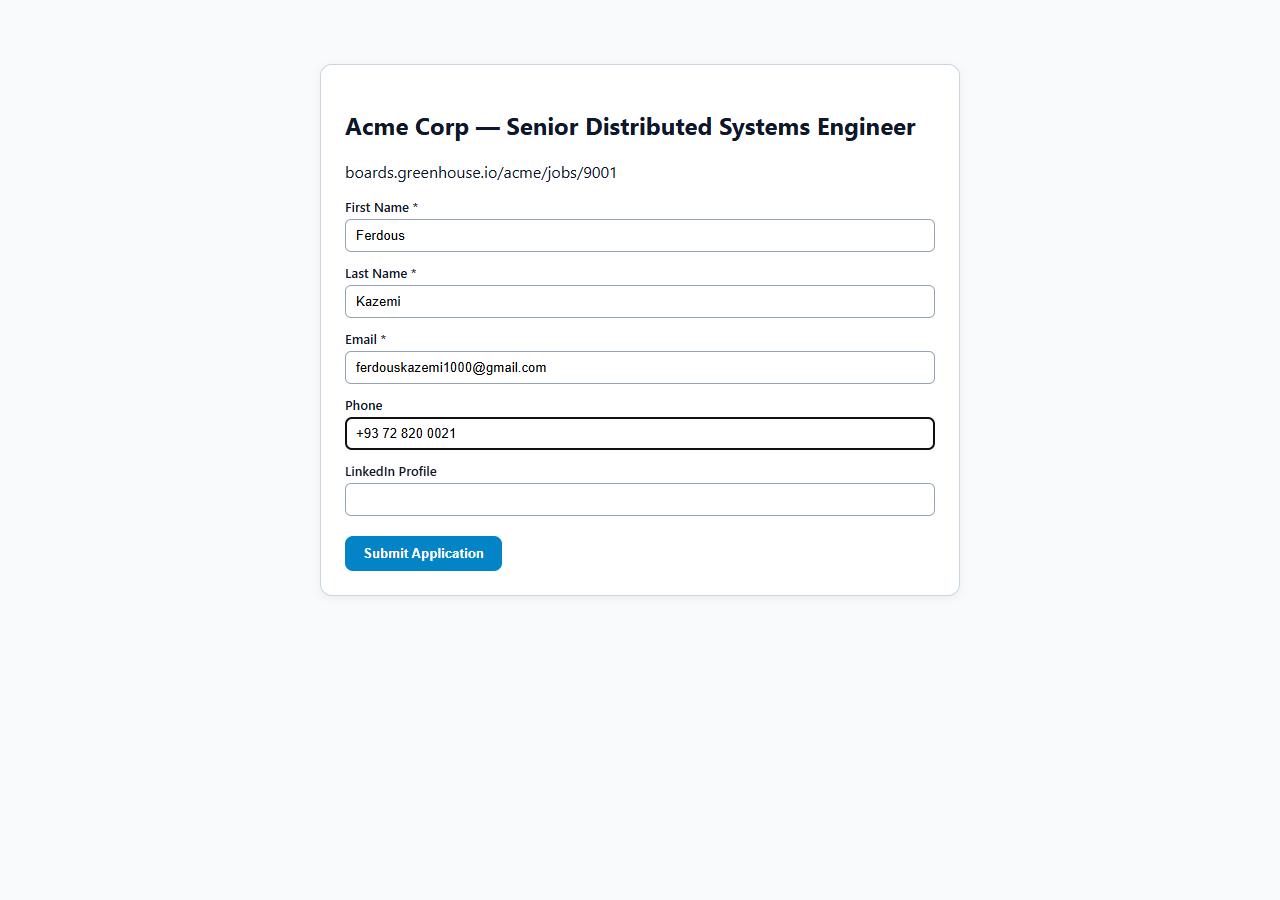 Acme Corp — Senior Distributed Systems Engineer
boards.greenhouse.io/acme/jobs/9001
First Name *
Ferdous
Last Name *
Kazemi
Email *
ferdouskazemi1000@gmail.com
Phone
+93 72 820 0021
LinkedIn Profile
Submit Application